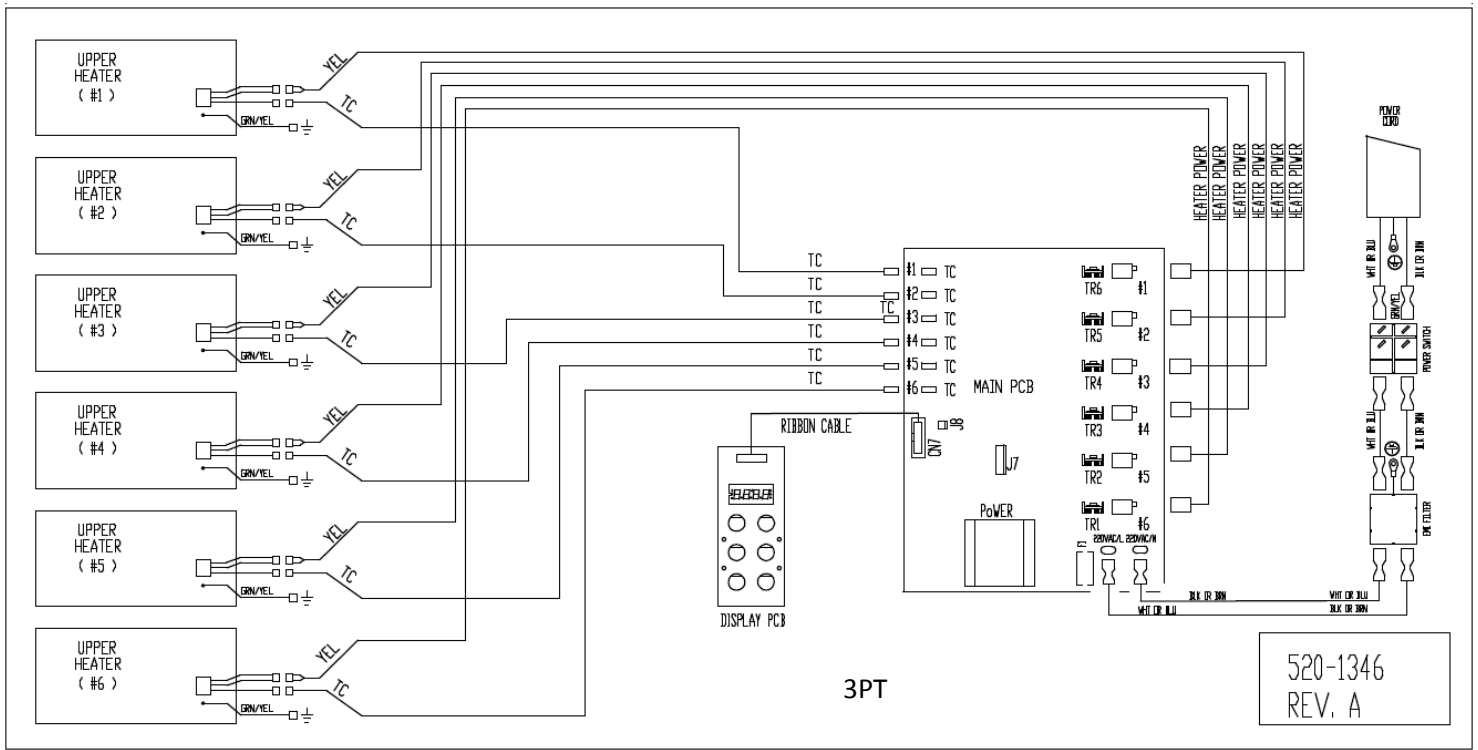 UPPER
HEATER
( #1 )
YEL
TC
GRN/YEL
UPPER
HEATER
( #2 )
YEL
TC
GRN/YEL
UPPER
HEATER
( #3 )
YEL
TC
GRN/YEL
UPPER
HEATER
( #4 )
YEL
TC
GRN/YEL
UPPER
HEATER
( #5 )
YEL
TC
GRN/YEL
UPPER
HEATER
( #6 )
YEL
TC
GRN/YEL
HEATER POWER
HEATER POWER
HEATER POWER
HEATER POWER
HEATER POWER
HEATER POWER
TC
TC
TC
TC
TC
TC
TC
#1 TC
#2 TC
#3 TC
#4 TC
#5 TC
#6 TC
MAIN PCB
TR6 #1
TR5 #2
TR4 #3
TR3 #4
TR2 #5
TR1 #6
RIBBON CABLE
CN7
J8
J7
PoWER
F1
220VAC/L 220VAC/N
DISPLAY PCB
POWER
CORD
WHT OR BLU
BLK OR BRN
GRN/YEL
POWER SWITCH
WHT OR BLU
BLK OR BRN
EMI FILTER
BLK OR BRN
WHT OR BLU
WHT OR BLU
BLK OR BRN
3PT
520-1346
REV. A